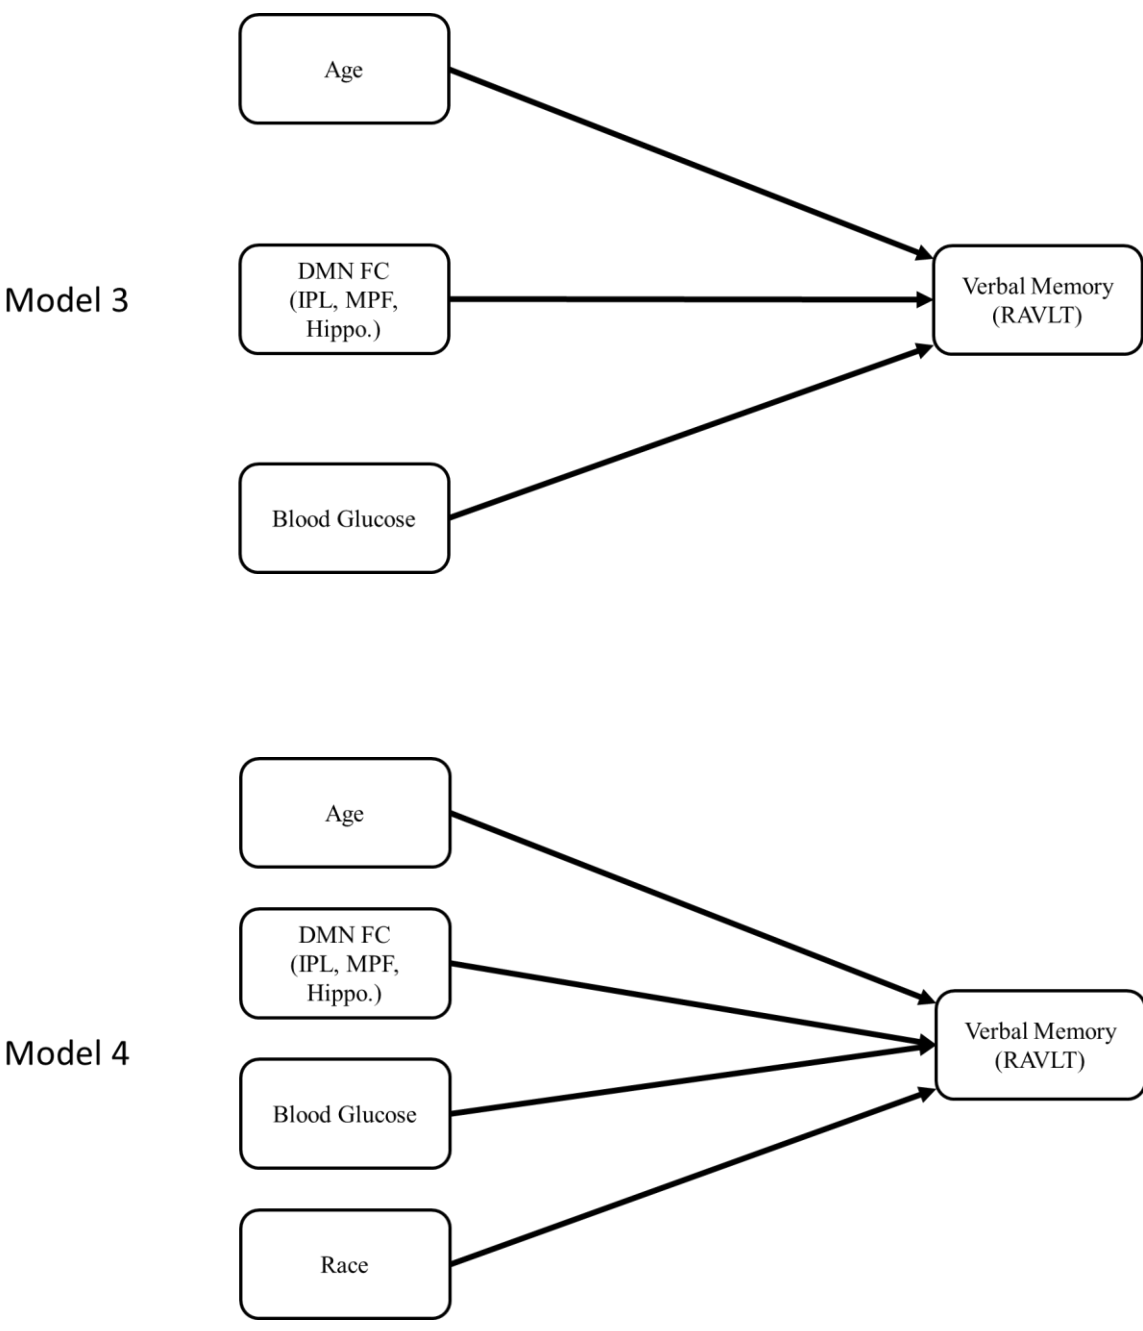 Age
Model 3
DMN FC
(IPL, MPF,
Hippo.)
Verbal Memory
(RAVLT)
Blood Glucose
Age
DMN FC
(IPL, MPF,
Hippo.)
Model 4
Verbal Memory
(RAVLT)
Blood Glucose
Race